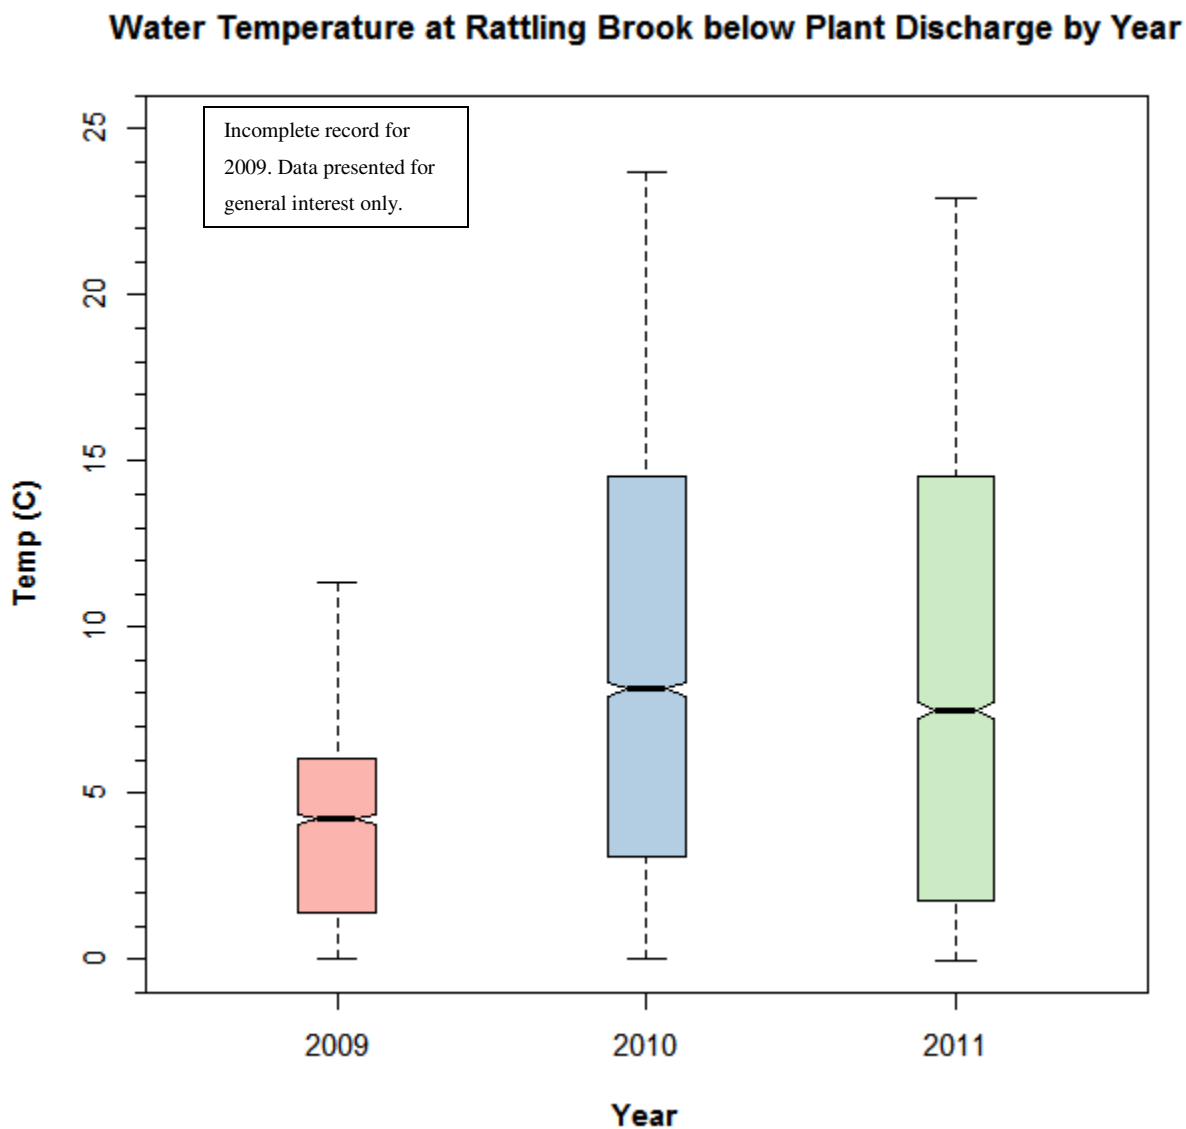 Water Temperature at Rattling Brook below Plant Discharge by Year
Incomplete record for
2009. Data presented for
general interest only.
25
20
15
10
5
0
Temp (C)
2009 2010 2011
Year